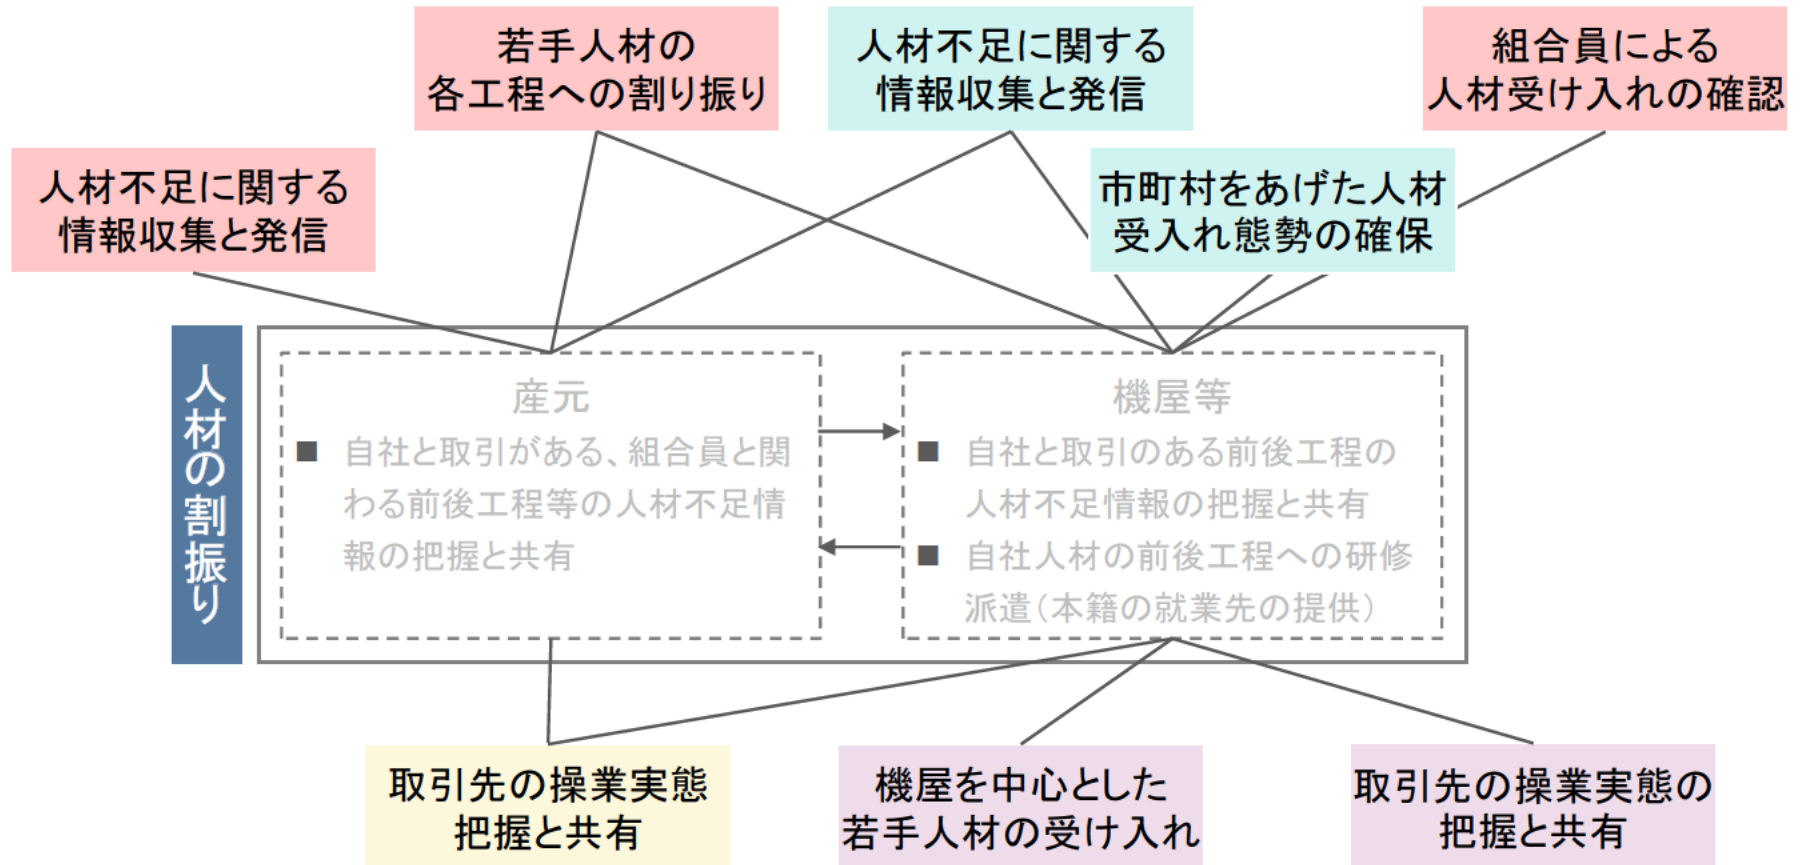 若手人材の
各工程への割り振り
人材不足に関する
情報収集と発信
組合員による
人材受け入れの確認
人材不足に関する
情報収集と発信
市町村をあげた人材
受入れ態勢の確保
人材の割振り
産元
■ 自社と取引がある、組合員と関
わる前後工程等の人材不足情
報の把握と共有
機屋等
■ 自社と取引のある前後工程の
人材不足情報の把握と共有
■ 自社人材の前後工程への研修
派遣(本籍の就業先の提供)
取引先の操業実態
把握と共有
機屋を中心とした
若手人材の受け入れ
取引先の操業実態の
把握と共有